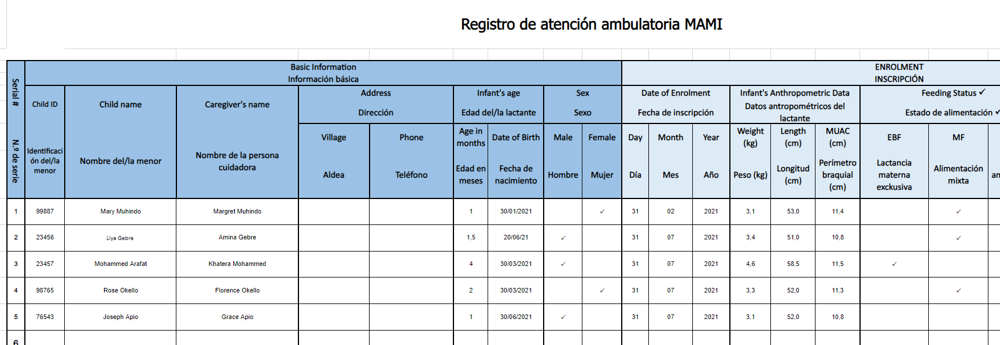 Registro de atención ambulatoria MAMI
Serial #
N.º de serie
Basic Information
Información básica
ENROLMENT
INSCRIPCIÓN
Child ID
Identificaci
ón del/la
menor
Child name
Nombre del/la menor
Caregiver's name
Nombre de la persona
cuidadora
Address
Dirección
Village
Aldea
Phone
Teléfono
Infant's age
Edad del/la lactante
Age in
months
Edad en
meses
Date of Birth
Fecha de
nacimiento
Sex
Sexo
Male
Hombre
Female
Mujer
Date of Enrolment
Fecha de inscripción
Day
Día
Month
Mes
Year
Año
Infant's Anthropometric Data
Datos antropométricos del
lactante
Weight
(kg)
Peso (kg)
Length
(cm)
Longitud
(cm)
MUAC
(cm)
Perímetro
braquial
(cm)
Feeding Status ✓
Estado de alimentación ✓
EBF
Lactancia
materna
exckusiva
MF
Alimentación
mixta
am
1 99887 Mary Muhindo Margret Muhindo 1 30/01/2021 ✓ 31 02 2021 3,1 53,0 11,4 ✓
2 23456 Liya Gebre Amina Gebre 1,5 20/06/21 ✓ 31 07 2021 3,4 51,0 10,8 ✓
3 23457 Mohammed Arafat Khatera Mohammed 4 30/03/2021 ✓ 31 07 2021 4,6 58,5 11,5 ✓
4 98765 Rose Okello Florence Okello 2 30/03/2021 ✓ 31 07 2021 3,3 52,0 11,3 ✓
5 76543 Joseph Apio Grace Apio 1 30/06/2021 ✓ 31 07 2021 3,1 52,0 10,8
6